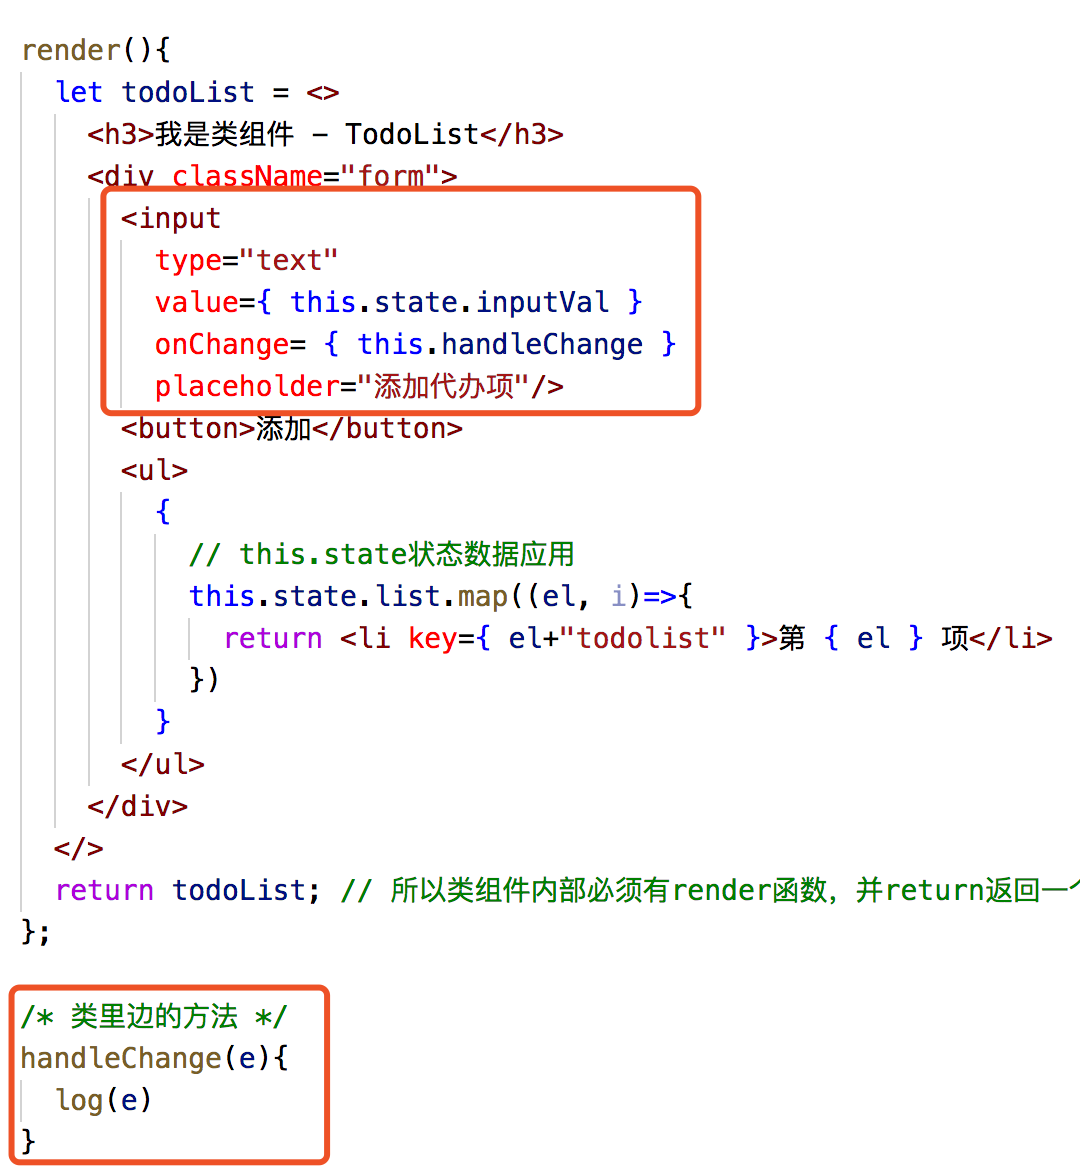 render(){
let todoList = <>
<h3>我是类组件 - TodoList</h3>
<div className="form">
<input
type="text"
value={ this.state.inputVal }
onChange= { this.handleChange }
placeholder="添加代办项"/>
<button>添加</button>
<ul>
{
// this.state状态数据应用
this.state.list.map((el, i)=>{
return <li key={ el+"todolist" }>第 { el } 项</li>
})
}
</ul>
</div>
</>
return todoList; // 所以类组件内部必须有render函数，并return返回一
};
/* 类里边的方法 */
handleChange(e){
log(e)
}